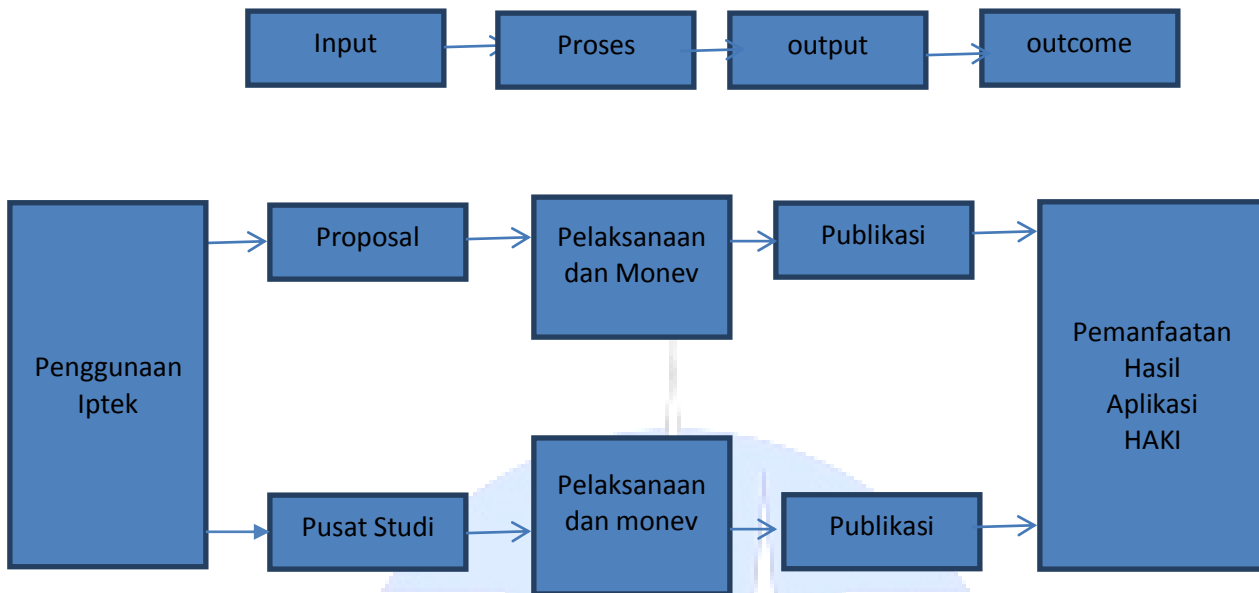 Input
Proses
output
outcome
Penggunaan
Iptek
Proposal
Pelaksanaan
dan Monev
Publikasi
Pusat Studi
Pelaksanaan
dan monev
Publikasi
Pemanfaatan
Hasil
Aplikasi
HAKI